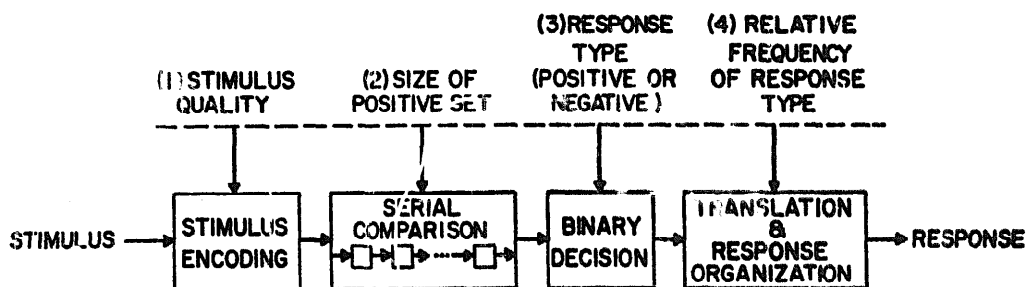 (1) STIMULUS
QUALITY
(2) SIZE OF
POSITIVE SET
(3) RESPONSE
TYPE
(POSITIVE OR
NEGATIVE)
(4) RELATIVE
FREQUENCY
OF RESPONSE
TYPE
STIMULUS
STIMULUS
ENCODING
SERIAL
COMPARISON
BINARY
DECISION
TRANSLATION
&
RESPONSE
ORGANIZATION
RESPONSE